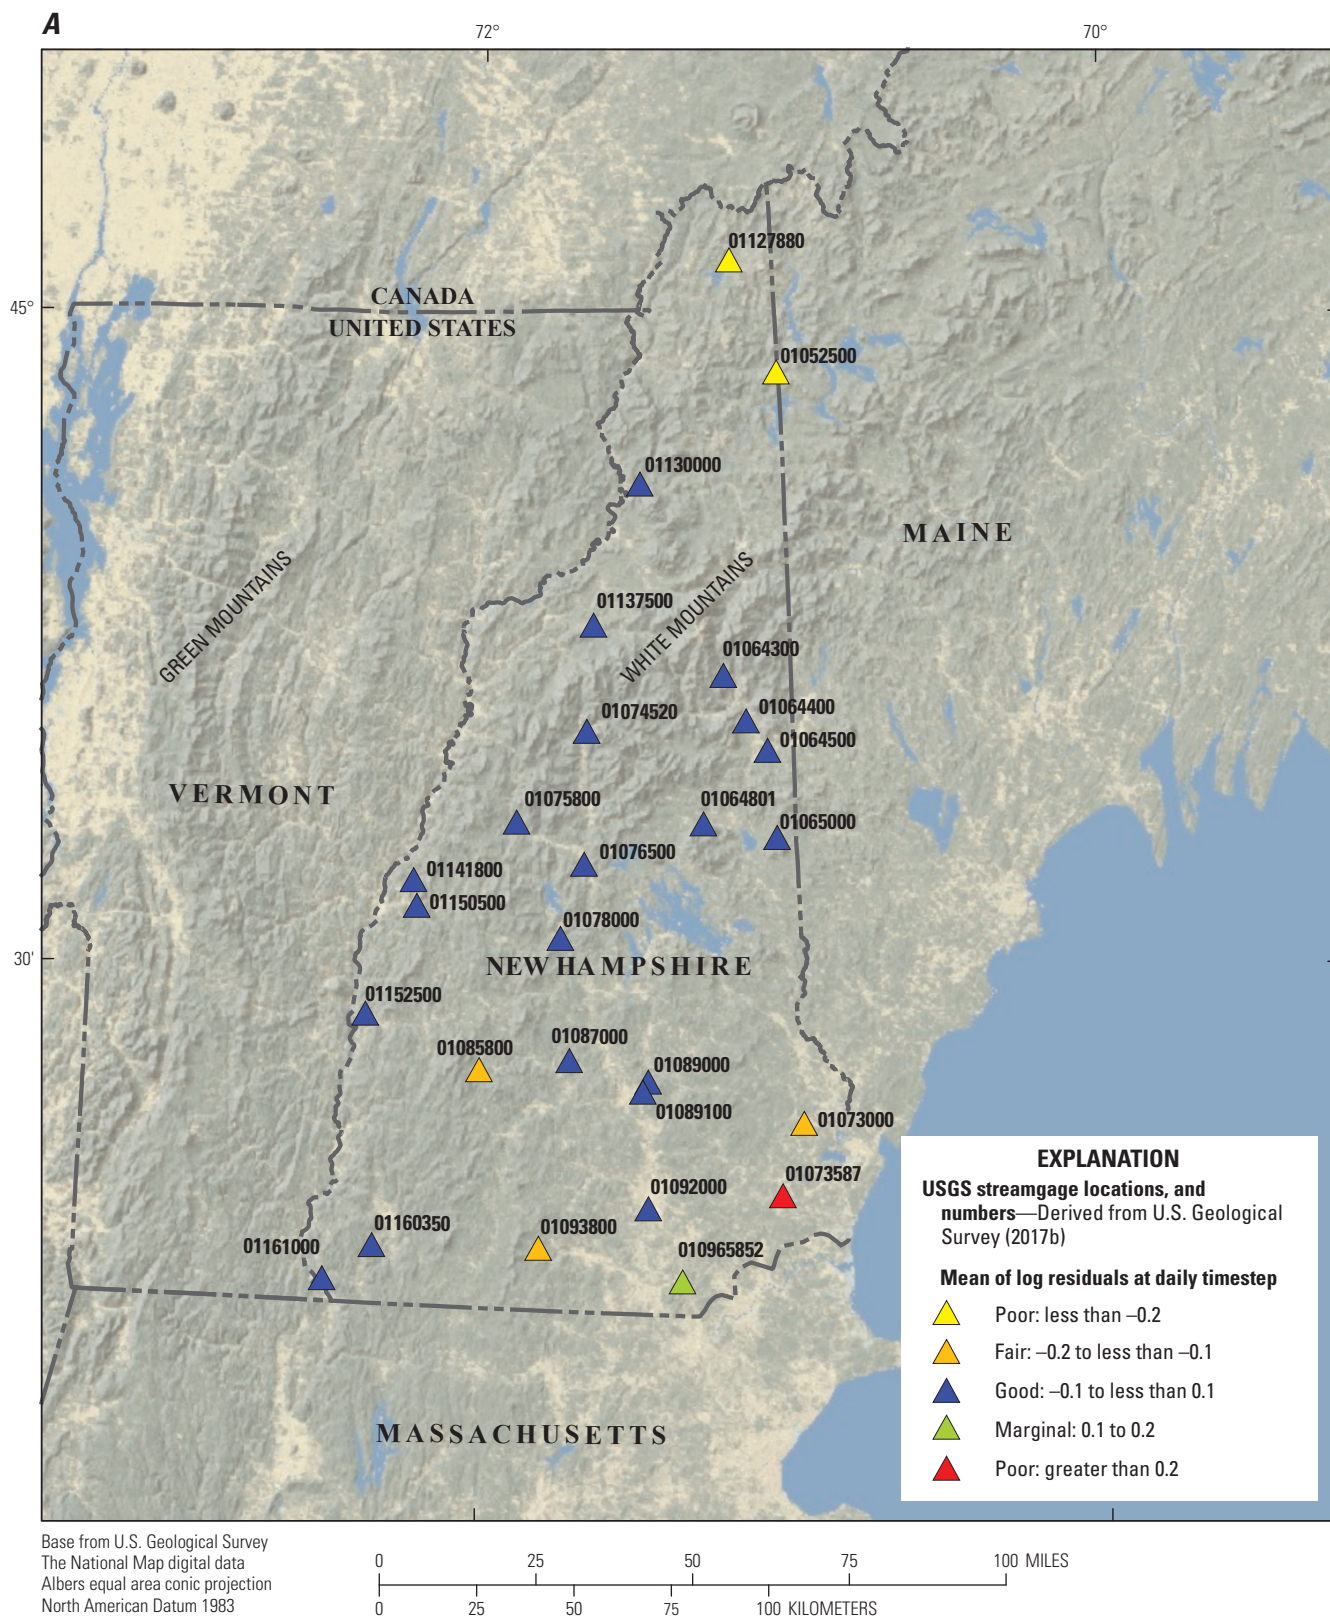 A
72°
70°
01127880
CANADA
45°
UNITED STATES
01052500
01130000
MAINE
GREEN MOUNTAINS
WHITE MOUNTAINS
01137500
01064300
01074520
01064400
01064500
VERMONT
01075800
01064801
01065000
01076500
01141800
01150500
01078000
30'
NEW HAMPSHIRE
01152500
01085800
01087000
01089000
01089100
01073000
01073587
01092000
01160350
01093800
01161000
010965852
MASSACHUSETTS
EXPLANATION
USGS streamgage locations, and
numbers—Derived from U.S. Geological
Survey (2017b)
Mean of log residuals at daily timestep
Poor: less than –0.2
Fair: –0.2 to less than –0.1
Good: –0.1 to less than 0.1
Marginal: 0.1 to 0.2
Poor: greater than 0.2
Base from U.S. Geological Survey
The National Map digital data
Albers equal area conic projection
North American Datum 1983
0 25 50 75 100 MILES
0 25 50 75 100 KILOMETERS